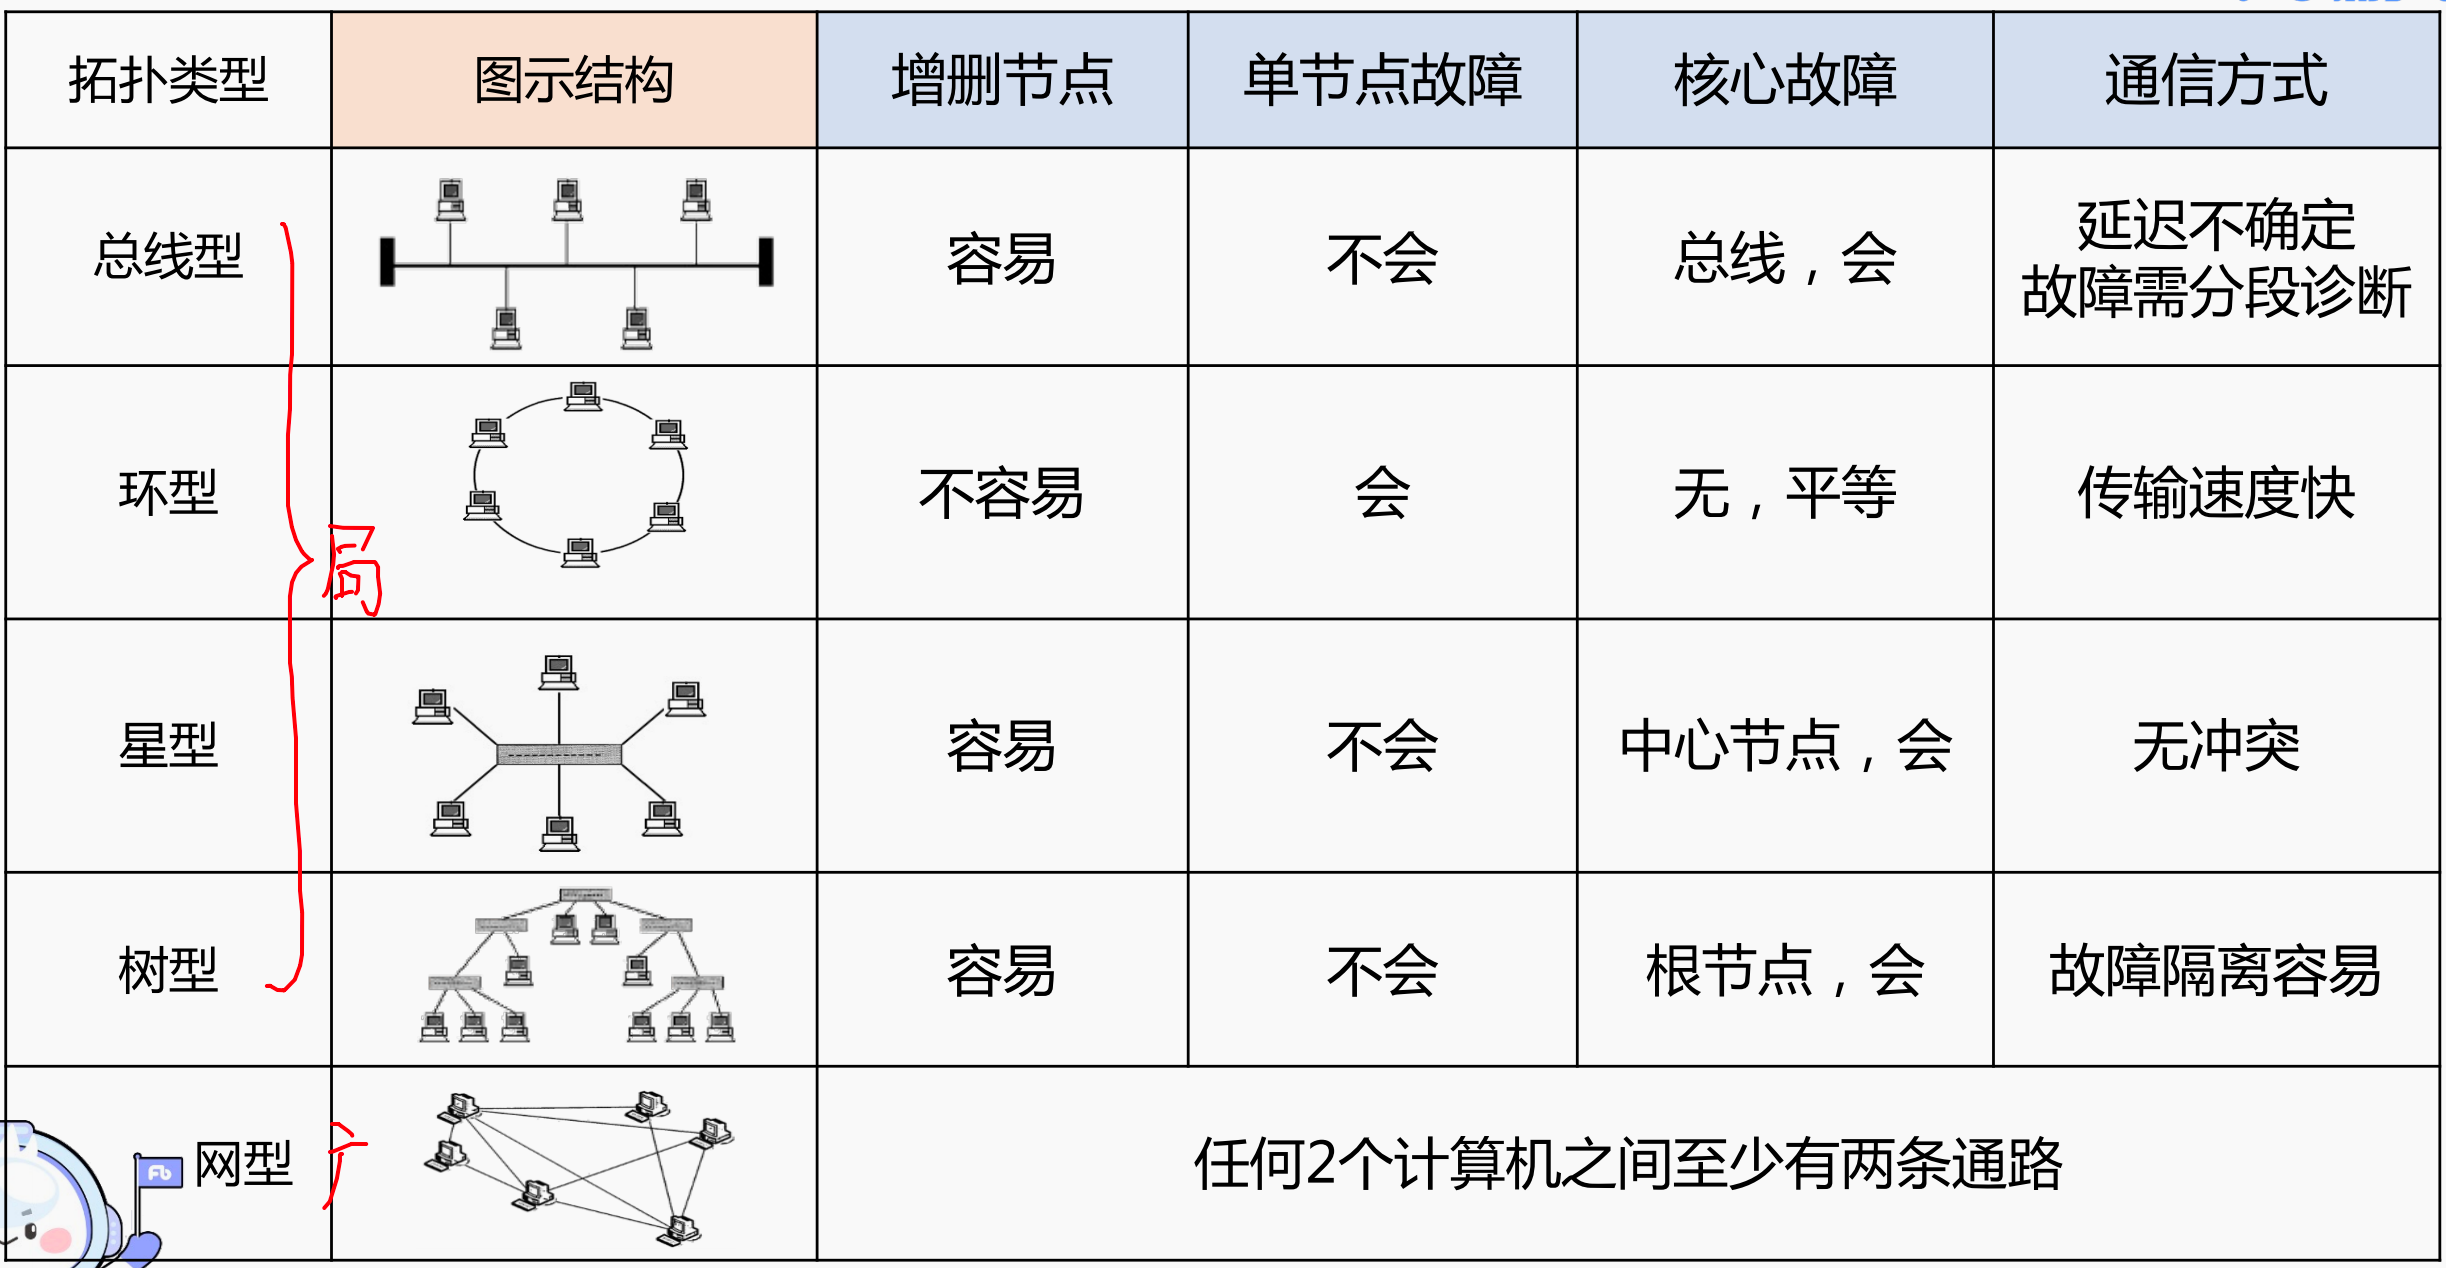 拓扑类型 图示结构 增删节点 单节点故障 核心故障 通信方式
总线型 容易 不会 总线，会 延迟不确定
故障需分段诊断
环型 不容易 会 无，平等 传输速度快
局
星型 容易 不会 中心节点，会 无冲突
树型 容易 不会 根节点，会 故障隔离容易
网型 广 任何2个计算机之间至少有两条通路
Fb